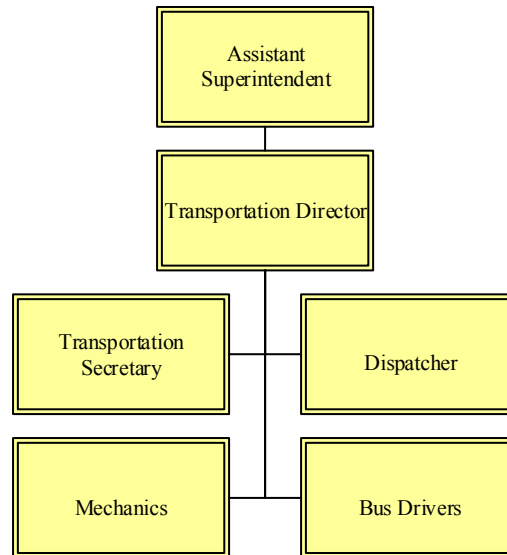 Assistant
Superintendent
Transportation Director
Transportation
Secretary
Dispatcher
Mechanics
Bus Drivers